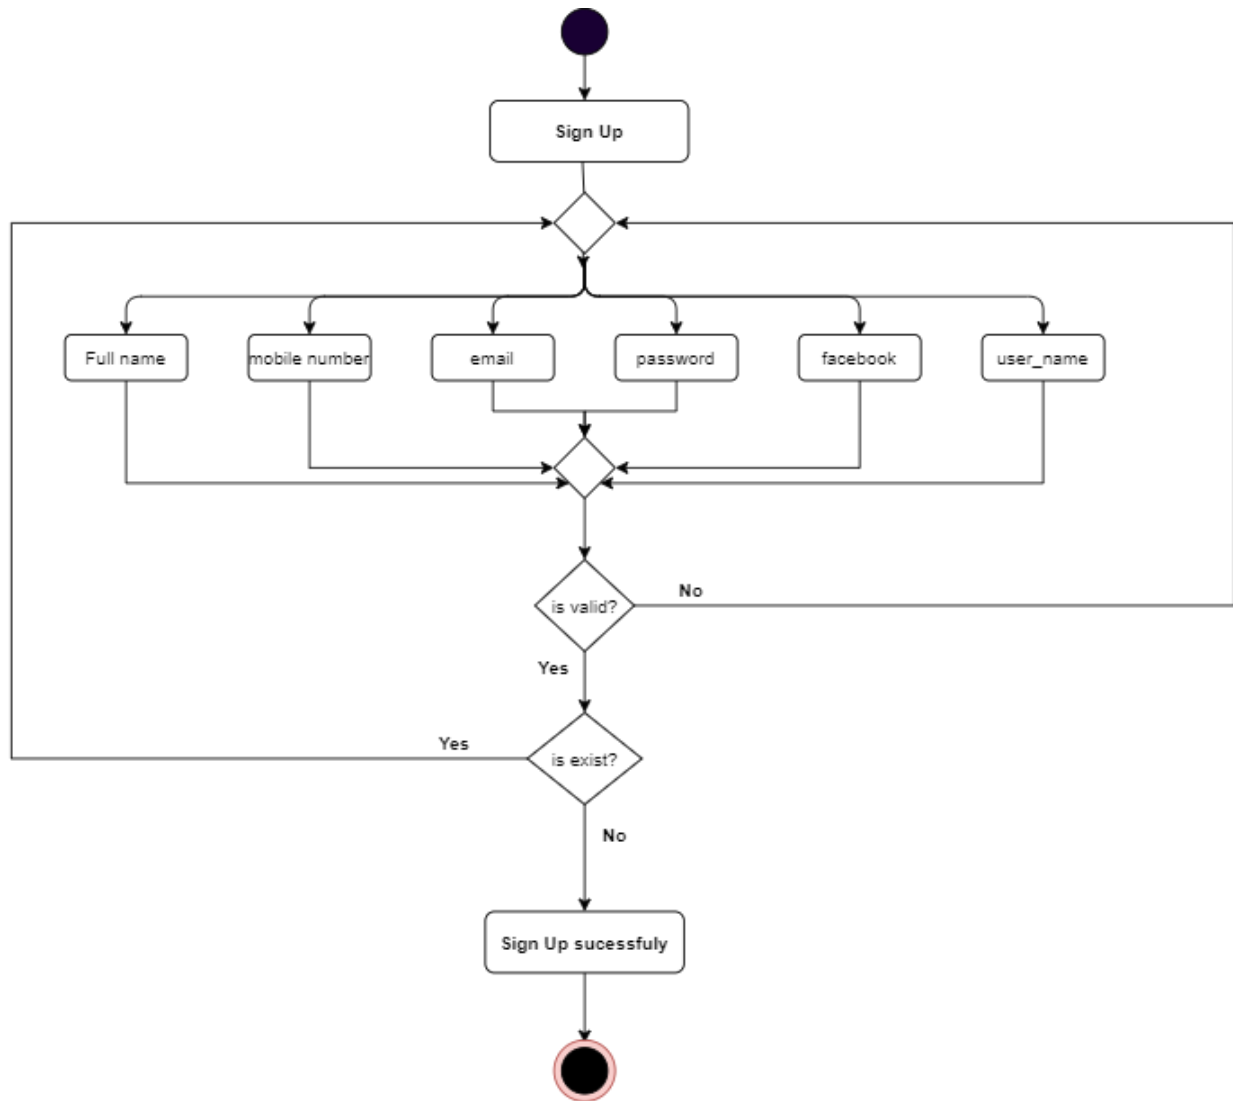 Sign Up
Full name
mobile number
email
password
facebook
user_name
is valid?
No
Yes
Yes
is exist?
No
Sign Up sucessfuly